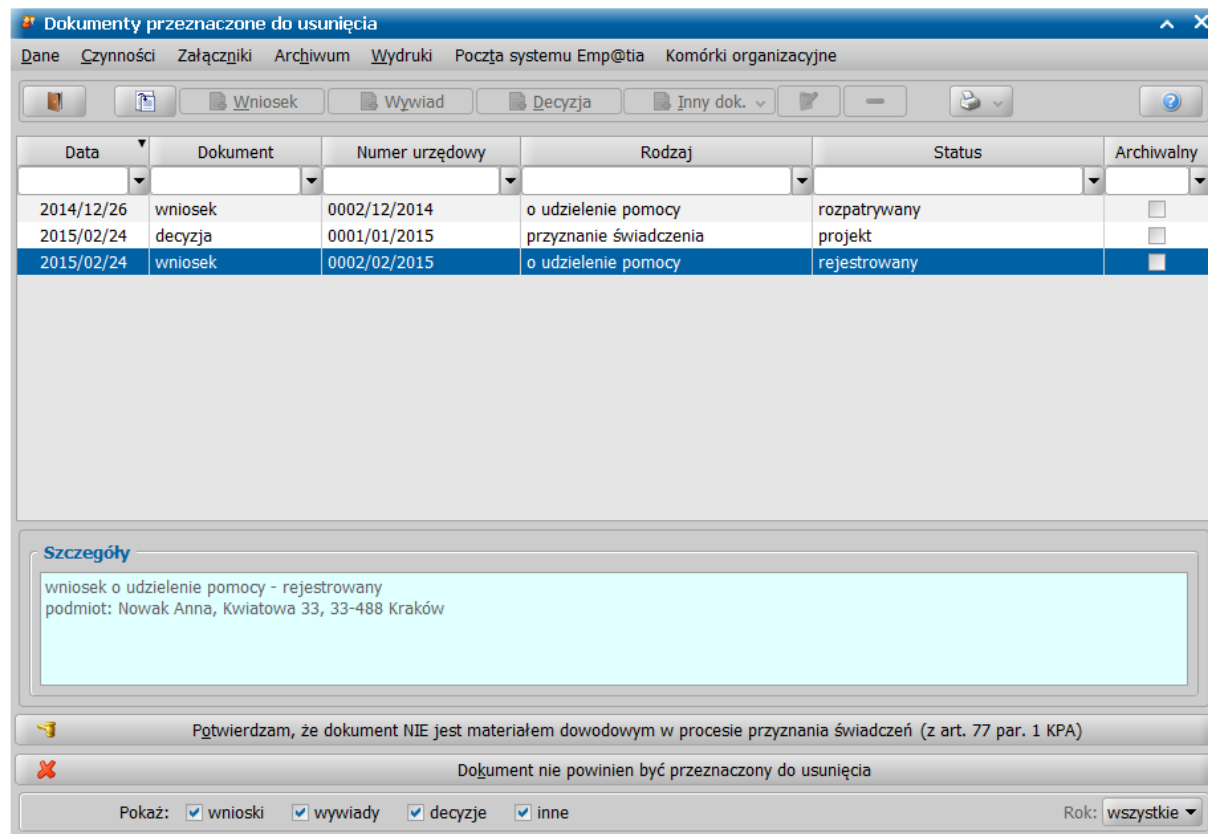 Dokumenty przeznaczone do usunięcia
Dane Czynności Załączniki Archiwum Wydruki Poczta systemu Emp@tia Komórki organizacyjne
Wniosek Wywiad Decyzja Inny dok.
Data Dokument Numer urzędowy Rodzaj Status Archiwalny
2014/12/26 wniosek 0002/12/2014 o udzielenie pomocy rozpatrywany
2015/02/24 decyzja 0001/01/2015 przyznanie świadczenia projekt
2015/02/24 wniosek 0002/02/2015 o udzielenie pomocy rejestrowany
Szczegóły
wniosek o udzielenie pomocy - rejestrowany
podmiot: Nowak Anna, Kwiatowa 33, 33-488 Kraków
Potwierdzam, że dokument NIE jest materiałem dowodowym w procesie przyznania świadczeń (z art. 77 par. 1 KPA)
Dokument nie powinien być przeznaczony do usunięcia
Pokaż: wnioski wywiady decyzje inne Rok: wszystkie